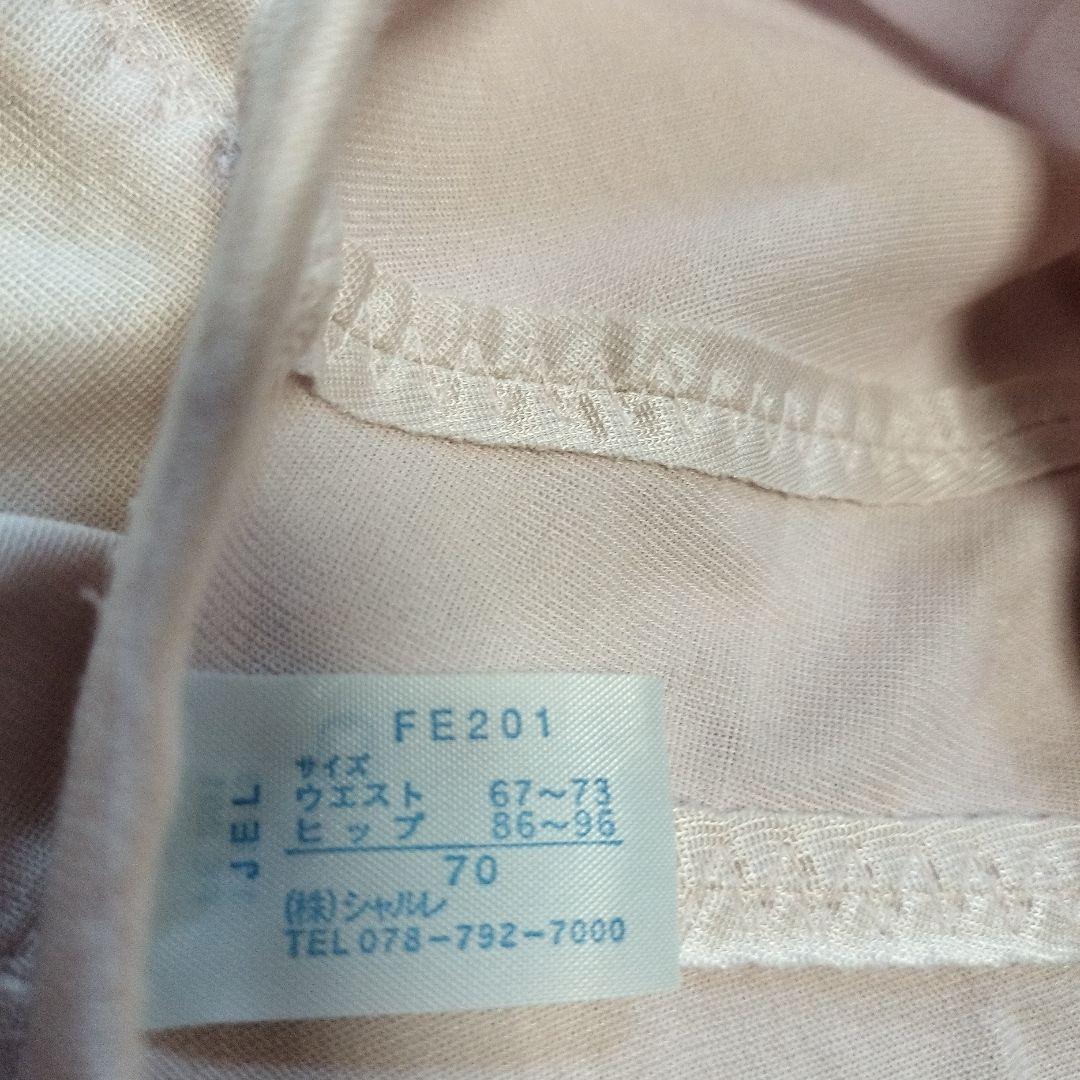 FE201
サイズ
ウエスト 67～73
ヒップ 86～96
70
(株)シャルレ
TEL 078-792-7000
JEL